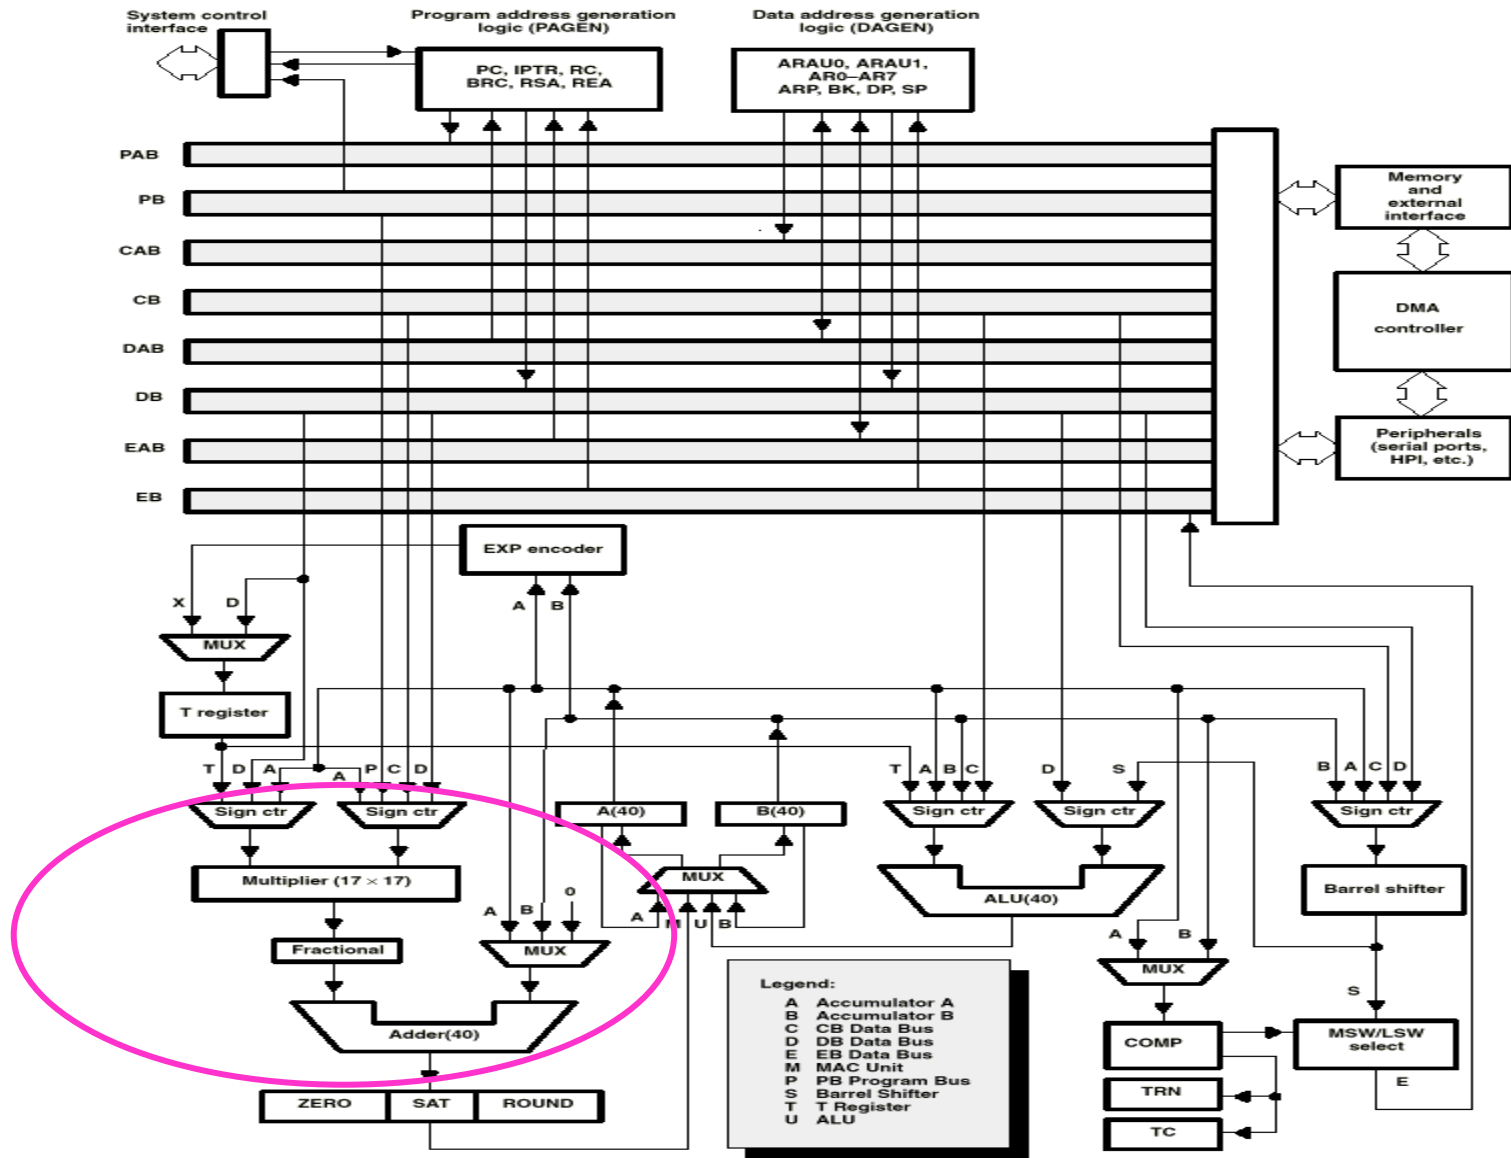 System control
interface
Program address generation
logic (PAGEN)
Data address generation
logic (DAGEN)
PC, IPTR, RC,
BRC, RSA, REA
ARAU0, ARAU1,
AR0–AR7
ARP, BK, DP, SP
PAB
PB
CAB
CB
DAB
DB
EAB
EB
Memory
and
external
interface
DMA
controller
Peripherals
(serial ports,
HPI, etc.)
EXP encoder
A B
X D
MUX
T register
T D A
A P C D
T A B C
D S
B A C D
Sign ctr
Sign ctr
A(40)
B(40)
Sign ctr
Sign ctr
Sign ctr
Multiplier (17 × 17)
MUX
ALU(40)
Barrel shifter
A B 0
A M U B
A B
Fractional
MUX
MUX
S
Adder(40)
COMP
MSW/LSW
select
E
ZERO SAT ROUND
TRN
TC
Legend:
A Accumulator A
B Accumulator B
C CB Data Bus
D DB Data Bus
E EB Data Bus
M MAC Unit
P PB Program Bus
S Barrel Shifter
T T Register
U ALU